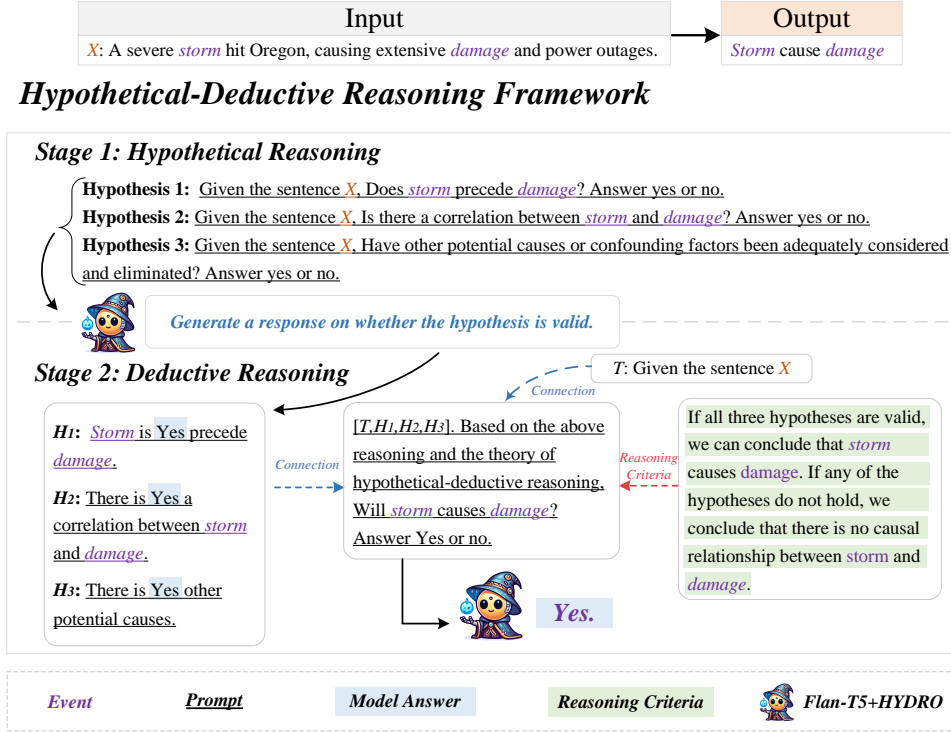 Input
Output
X: A severe storm hit Oregon, causing extensive damage and power outages.
Storm cause damage
Hypothetical-Deductive Reasoning Framework
Stage 1: Hypothetical Reasoning
Hypothesis 1: Given the sentence X, Does storm precede damage? Answer yes or no.
Hypothesis 2: Given the sentence X, Is there a correlation between storm and damage? Answer yes or no.
Hypothesis 3: Given the sentence X, Have other potential causes or confounding factors been adequately considered
and eliminated? Answer yes or no.
Generate a response on whether the hypothesis is valid.
Stage 2: Deductive Reasoning
T: Given the sentence X
Connection
H1: Storm is Yes precede
damage.
H2: There is Yes a
correlation between storm
and damage.
H3: There is Yes other
potential causes.
Connection
[T,H1,H2,H3]. Based on the above
reasoning and the theory of
hypothetical-deductive reasoning,
Will storm causes damage?
Answer Yes or no.
Reasoning
Criteria
If all three hypotheses are valid,
we can conclude that storm
causes damage. If any of the
hypotheses do not hold, we
conclude that there is no causal
relationship between storm and
damage.
Yes.
Event
Prompt
Model Answer
Reasoning Criteria
Flan-T5+HYDRO